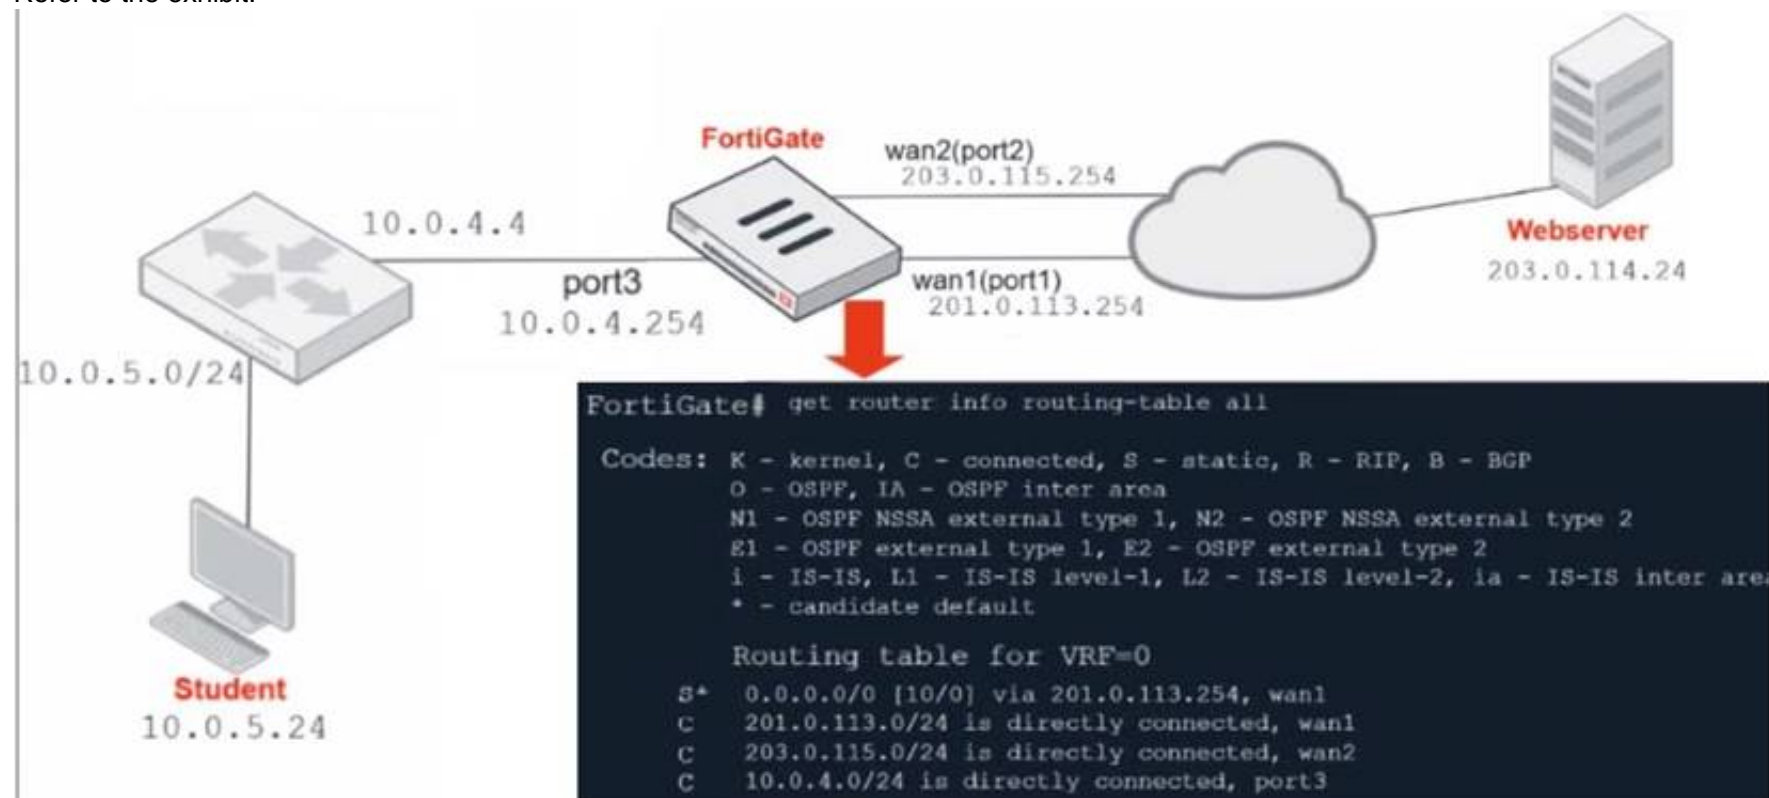 Refer to the exhibit.
FortiGate
wan2(port2)
203.0.115.254
10.0.4.4
Webserver
203.0.114.24
port3
10.0.4.254
wan1(port1)
201.0.113.254
10.0.5.0/24
FortiGate# get router info routing-table all
Codes: K - kernel, C - connected, S - static, R - RIP, B - BGP
O - OSPF, IA - OSPF inter area
N1 - OSPF NSSA external type 1, N2 - OSPF NSSA external type 2
E1 - OSPF external type 1, E2 - OSPF external type 2
i - IS-IS, L1 - IS-IS level-1, L2 - IS-IS level-2, ia - IS-IS inter area
* - candidate default
Routing table for VRF=0
S* 0.0.0.0/0 [10/0] via 201.0.113.254, wan1
C 201.0.113.0/24 is directly connected, wan1
C 203.0.115.0/24 is directly connected, wan2
C 10.0.4.0/24 is directly connected, port3
Student
10.0.5.24